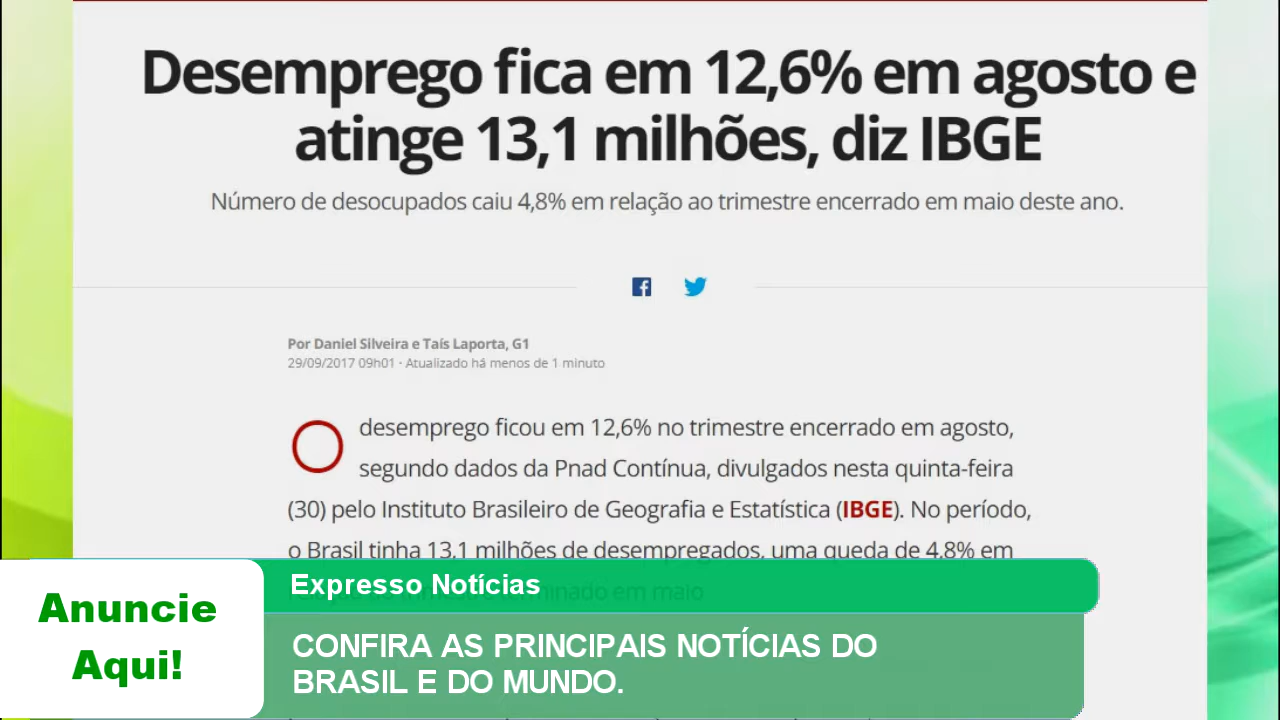 Desemprego fica em 12,6% em agosto e
atinge 13,1 milhões, diz IBGE
Número de desocupados caiu 4,8% em relação ao trimestre encerrado em maio deste ano.
Por Daniel Silveira e Taís Laporta, G1
29/09/2017 09h01 · Atualizado há menos de 1 minuto
O desemprego ficou em 12,6% no trimestre encerrado em agosto,
segundo dados da Pnad Contínua, divulgados nesta quinta-feira
(30) pelo Instituto Brasileiro de Geografia e Estatística (IBGE). No período,
o Brasil tinha 13,1 milhões de desempregados, uma queda de 4,8% em
terminado em maio
Expresso Notícias
CONFIRA AS PRINCIPAIS NOTÍCIAS DO
BRASIL E DO MUNDO.
Anuncie
Aqui!